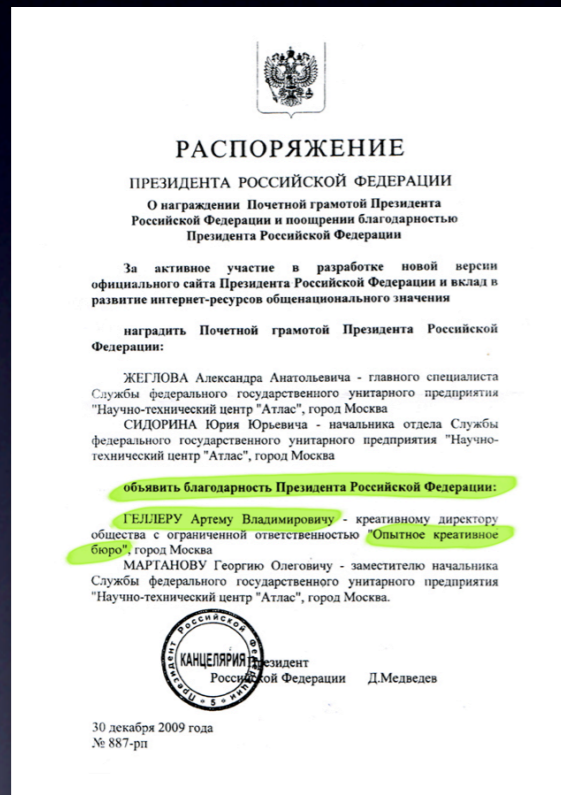 РАСПОРЯЖЕНИЕ
ПРЕЗИДЕНТА РОССИЙСКОЙ ФЕДЕРАЦИИ
О награждении Почетной грамотой Президента
Российской Федерации и поощрении благодарностью
Президента Российской Федерации
За активное участие в разработке новой версии
официального сайта Президента Российской Федерации и вклад в
развитие интернет-ресурсов общенационального значения
наградить Почетной грамотой Президента Российской
Федерации:
ЖЕГЛОВА Александра Анатольевича - главного специалиста
Службы федерального государственного унитарного предприятия
"Научно-технический центр "Атлас", город Москва
СИДОРИНА Юрия Юрьевича - начальника отдела Службы
федерального государственного унитарного предприятия "Научно-
технический центр "Атлас", город Москва
объявить благодарность Президента Российской Федерации:
ГЕЛЛЕРУ Артему Владимировичу - креативному директору
общества с ограниченной ответственностью "Опытное креативное
бюро", город Москва
МАРТАНОВУ Георгию Олеговичу - заместителю начальника
Службы федерального государственного унитарного предприятия
"Научно-технический центр "Атлас", город Москва.
Президент Российской Федерации
КАНЦЕЛЯРИЯ
5
Президент
Российской Федерации Д.Медведев
30 декабря 2009 года
№ 887-рп